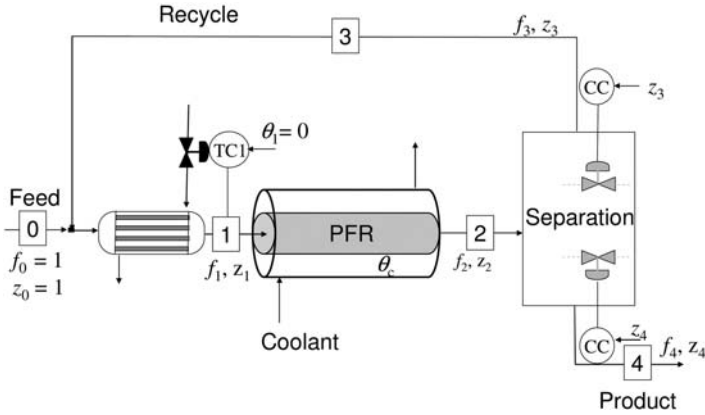 Recycle
3
f3, z3
CC
z3
θ1 = 0
TC1
Feed
0
f0 = 1
z0 = 1
1
f1, z1
PFR
θc
2
f2, z2
Separation
Coolant
CC
z4
4
f4, z4
Product